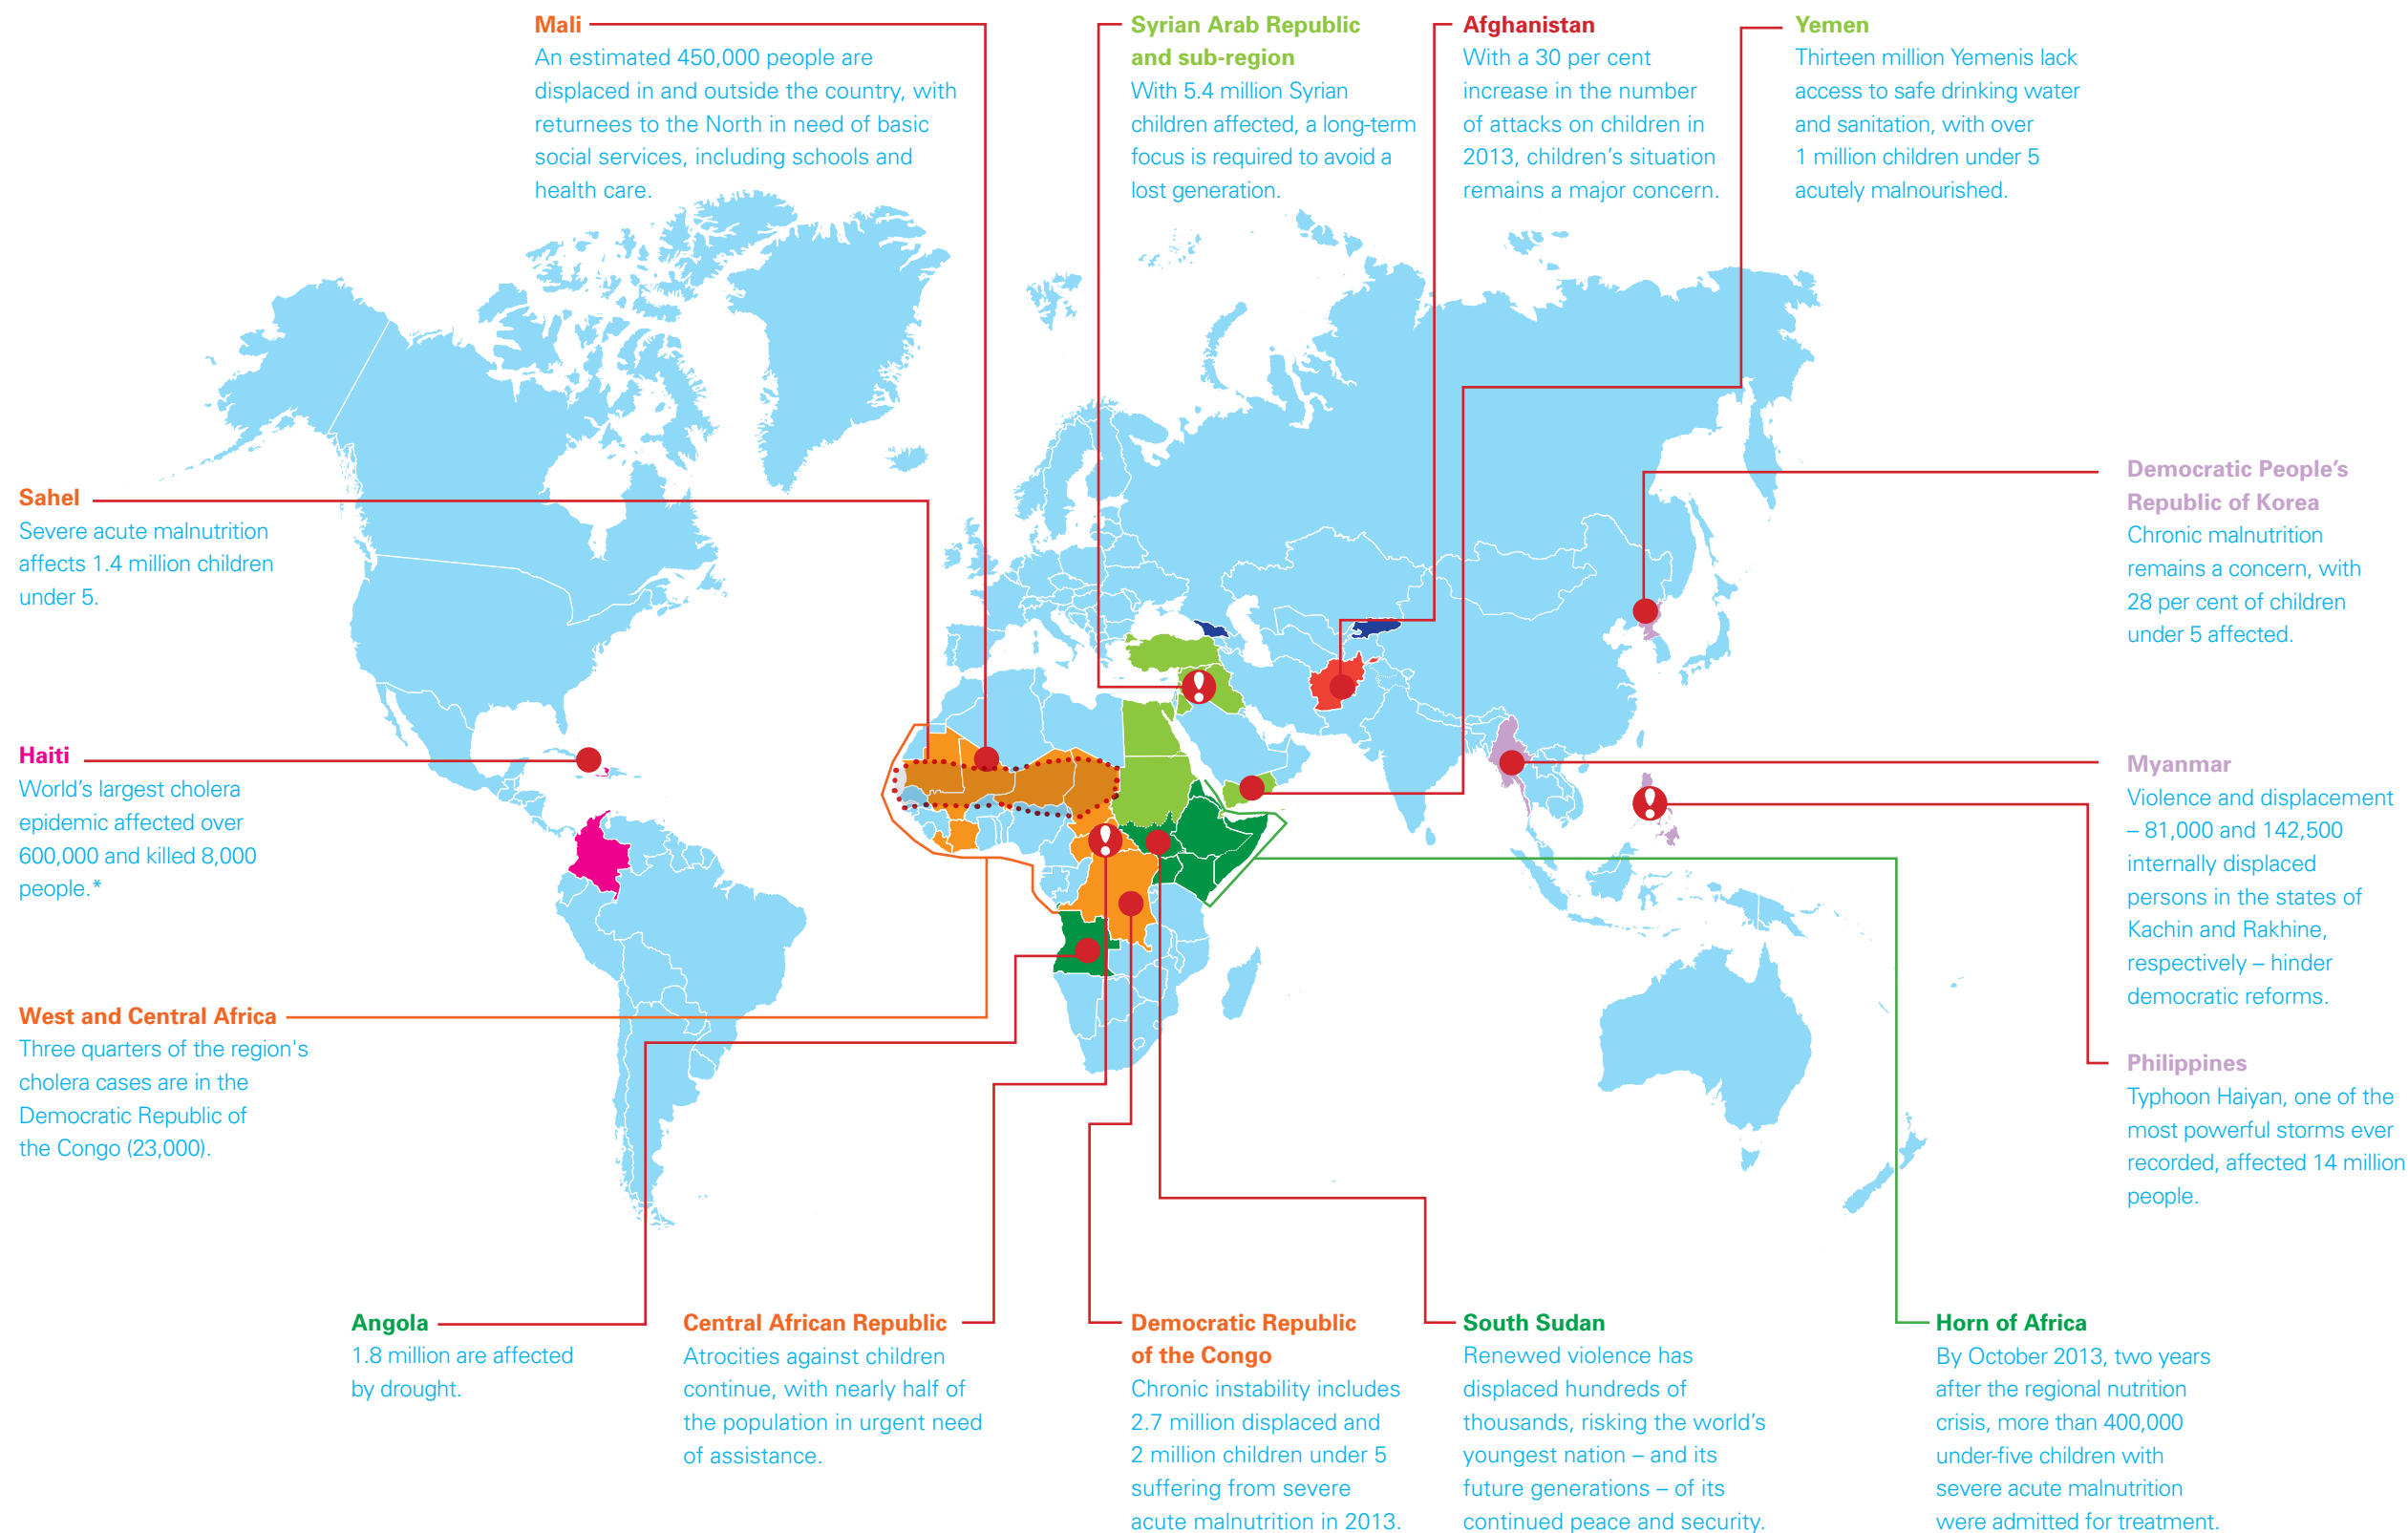 Mali
An estimated 450,000 people are
displaced in and outside the country, with
returnees to the North in need of basic
social services, including schools and
health care.
Syrian Arab Republic
and sub-region
With 5.4 million Syrian
children affected, a long-term
focus is required to avoid a
lost generation.
Afghanistan
With a 30 per cent
increase in the number
of attacks on children in
2013, children’s situation
remains a major concern.
Yemen
Thirteen million Yemenis lack
access to safe drinking water
and sanitation, with over
1 million children under 5
acutely malnourished.
Sahel
Severe acute malnutrition
affects 1.4 million children
under 5.
Democratic People’s
Republic of Korea
Chronic malnutrition
remains a concern, with
28 per cent of children
under 5 affected.
Haiti
World’s largest cholera
epidemic affected over
600,000 and killed 8,000
people.*
Myanmar
Violence and displacement
– 81,000 and 142,500
internally displaced
persons in the states of
Kachin and Rakhine,
respectively – hinder
democratic reforms.
West and Central Africa
Three quarters of the region's
cholera cases are in the
Democratic Republic of
the Congo (23,000).
Philippines
Typhoon Haiyan, one of the
most powerful storms ever
recorded, affected 14 million
people.
Angola
1.8 million are affected
by drought.
Central African Republic
Atrocities against children
continue, with nearly half of
the population in urgent need
of assistance.
Democratic Republic
of the Congo
Chronic instability includes
2.7 million displaced and
2 million children under 5
suffering from severe
acute malnutrition in 2013.
South Sudan
Renewed violence has
displaced hundreds of
thousands, risking the world’s
youngest nation – and its
future generations – of its
continued peace and security.
Horn of Africa
By October 2013, two years
after the regional nutrition
crisis, more than 400,000
under-five children with
severe acute malnutrition
were admitted for treatment.